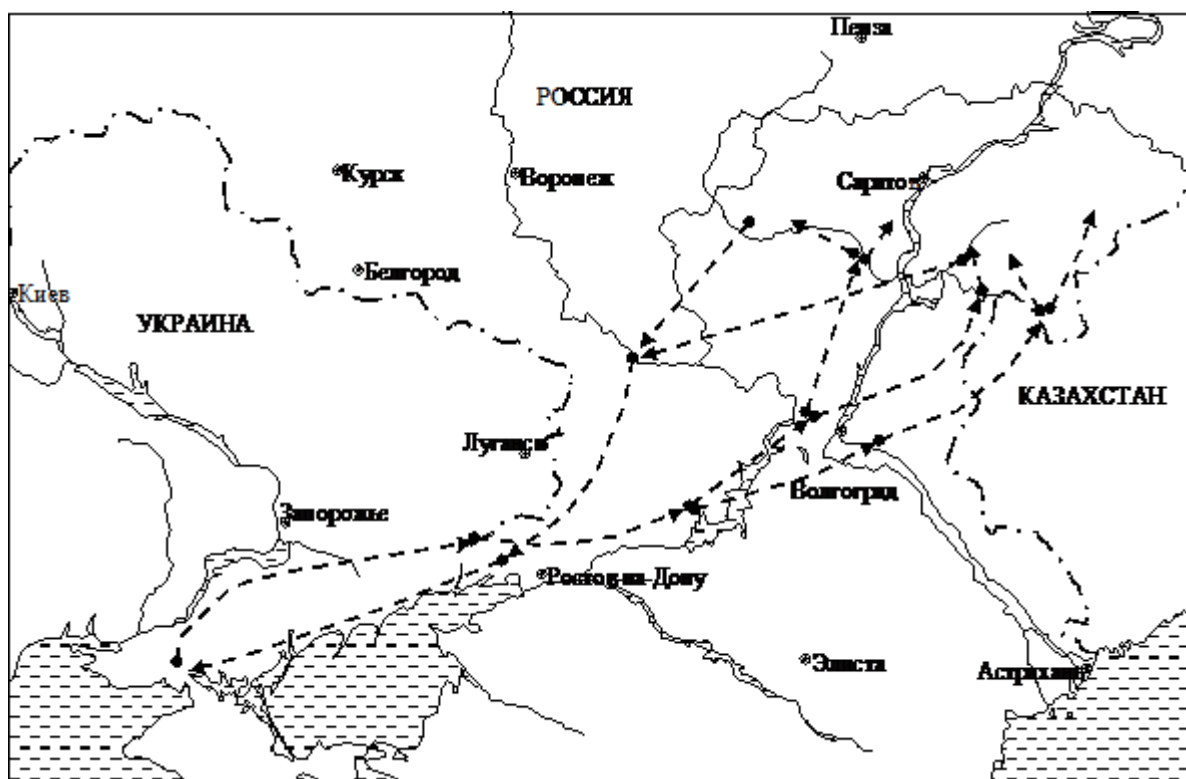 Пенза
РОССИЯ
Курск
Воронеж
Саратов
Белгород
Киев
УКРАИНА
КАЗАХСТАН
Луганск
Волгоград
Запорожье
Ростов-на-Дону
Элиста
Астрахань